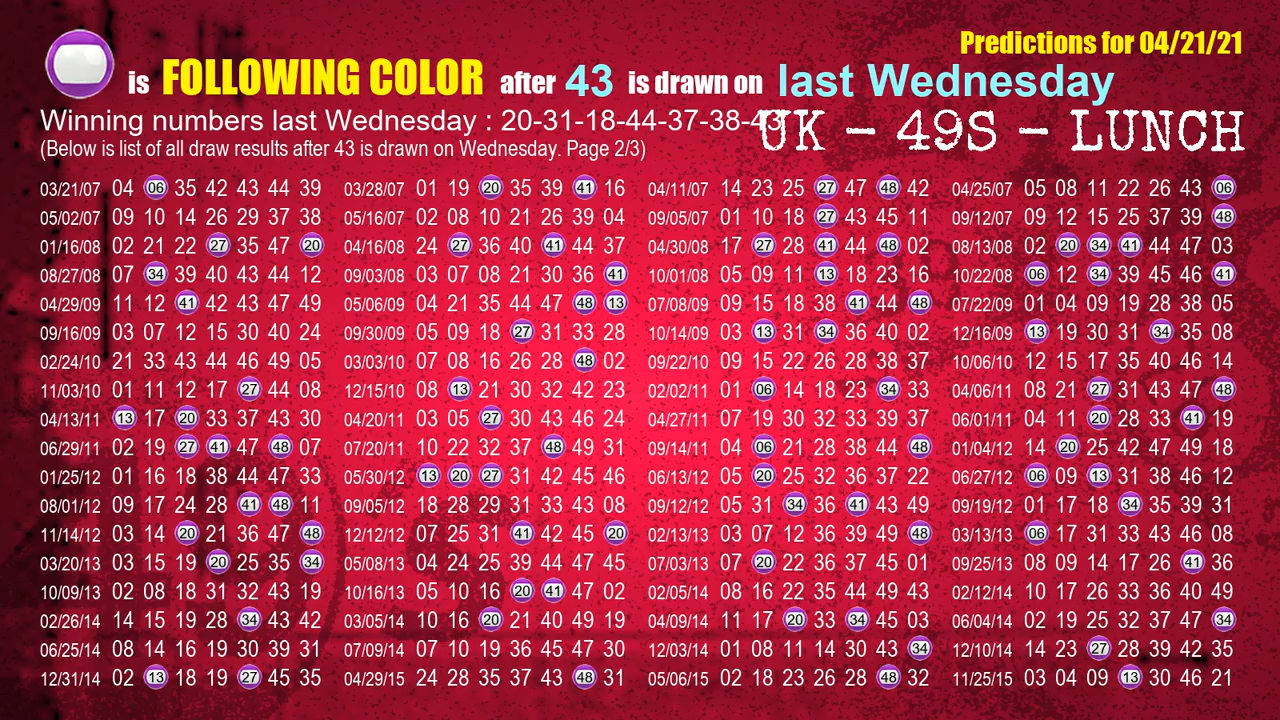 Predictions for 04/21/21
is FOLLOWING COLOR after 43 is drawn on last Wednesday
Winning numbers last Wednesday : 20-31-18-44-37-38-43
UK - 49S - LUNCH
(Below is list of all draw results after 43 is drawn on Wednesday. Page 2/3)
03/21/07 04 06 35 42 43 44 39 03/28/07 01 19 20 35 39 41 16 04/11/07 14 23 25 27 47 48 42 04/25/07 05 08 11 22 26 43 06
05/02/07 09 10 14 26 29 37 38 05/16/07 02 08 10 21 26 39 04 09/05/07 01 10 18 27 43 45 11 09/12/07 09 12 15 25 37 39 48
01/16/08 02 21 22 27 35 47 20 04/16/08 24 27 36 40 41 44 37 04/30/08 17 27 28 41 44 48 02 08/13/08 02 20 34 41 44 47 03
08/27/08 07 34 39 40 43 44 12 09/03/08 03 07 08 21 30 36 41 10/01/08 05 09 11 13 18 23 16 10/22/08 06 12 34 39 45 46 41
04/29/09 11 12 41 42 43 47 49 05/06/09 04 21 35 44 47 48 13 07/08/09 09 15 18 38 41 44 48 07/22/09 01 04 09 19 28 38 05
09/16/09 03 07 12 15 30 40 24 09/30/09 05 09 18 27 31 33 28 10/14/09 03 13 31 34 36 40 02 12/16/09 13 19 30 31 34 35 08
02/24/10 21 33 43 44 46 49 05 03/03/10 07 08 16 26 28 48 02 09/22/10 09 15 22 26 28 38 37 10/06/10 12 15 17 35 40 46 14
11/03/10 01 11 12 17 27 44 08 12/15/10 08 13 21 30 32 42 23 02/02/11 01 06 14 18 23 34 33 04/06/11 08 21 27 31 43 47 48
04/13/11 13 17 20 33 37 43 30 04/20/11 03 05 27 30 43 46 24 04/27/11 07 19 30 32 33 39 37 06/01/11 04 11 20 28 33 41 19
06/29/11 02 19 27 41 47 48 07 07/20/11 10 22 32 37 48 49 31 09/14/11 04 06 21 28 38 44 48 01/04/12 14 20 25 42 47 49 18
01/25/12 01 16 18 38 44 47 33 05/30/12 13 20 27 31 42 45 46 06/13/12 05 20 25 32 36 37 22 06/27/12 06 09 13 31 38 46 12
08/01/12 09 17 24 28 41 48 11 09/05/12 18 28 29 31 33 43 08 09/12/12 05 31 34 36 41 43 49 09/19/12 01 17 18 34 35 39 31
11/14/12 03 14 20 21 36 47 48 12/12/12 07 25 31 41 42 45 20 02/13/13 03 07 12 36 39 49 48 03/13/13 06 17 31 33 43 46 08
03/20/13 03 15 19 20 25 35 34 05/08/13 04 24 25 39 44 47 45 07/03/13 07 20 22 36 37 45 01 09/25/13 08 09 14 17 26 41 36
10/09/13 02 08 18 31 32 43 19 10/16/13 05 10 16 20 41 47 02 02/05/14 08 16 22 35 44 49 43 02/12/14 10 17 26 33 36 40 49
02/26/14 14 15 19 28 34 43 42 03/05/14 10 16 20 21 40 49 19 04/09/14 11 17 20 33 34 45 03 06/04/14 02 19 25 32 37 47 34
06/25/14 08 14 16 19 30 39 31 07/09/14 07 10 19 36 45 47 30 12/03/14 01 08 11 14 30 43 34 12/10/14 14 23 27 28 39 42 35
12/31/14 02 13 18 19 27 45 35 04/29/15 24 28 35 37 43 48 31 05/06/15 02 18 23 26 28 48 32 11/25/15 03 04 09 13 30 46 21